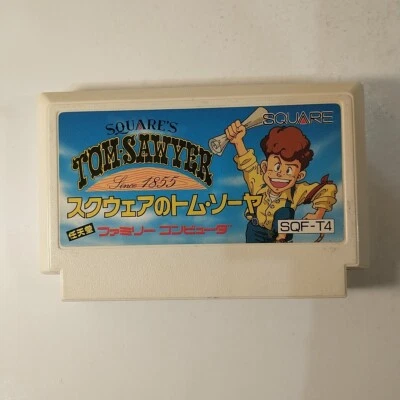 SQUARE'S
TOM·SAWYER
Since 1855
SQUARE
スクウェアのトム・ソーヤ
任天堂 ファミリー コンピュータ
SQF-T4